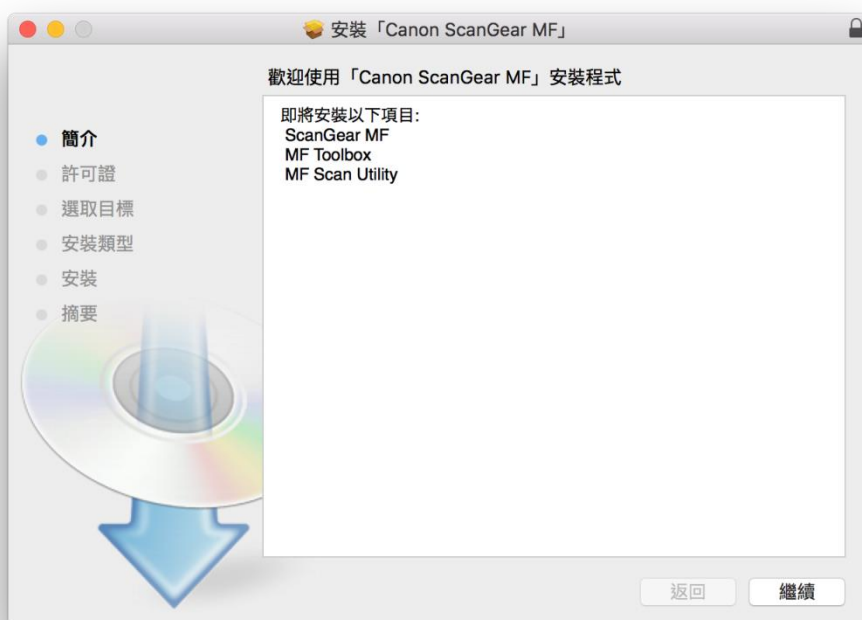 安裝「Canon ScanGear MF」
歡迎使用「Canon ScanGear MF」安裝程式
簡介
許可證
選取目標
安裝類型
安裝
摘要
即將安裝以下項目:
ScanGear MF
MF Toolbox
MF Scan Utility
返回
繼續